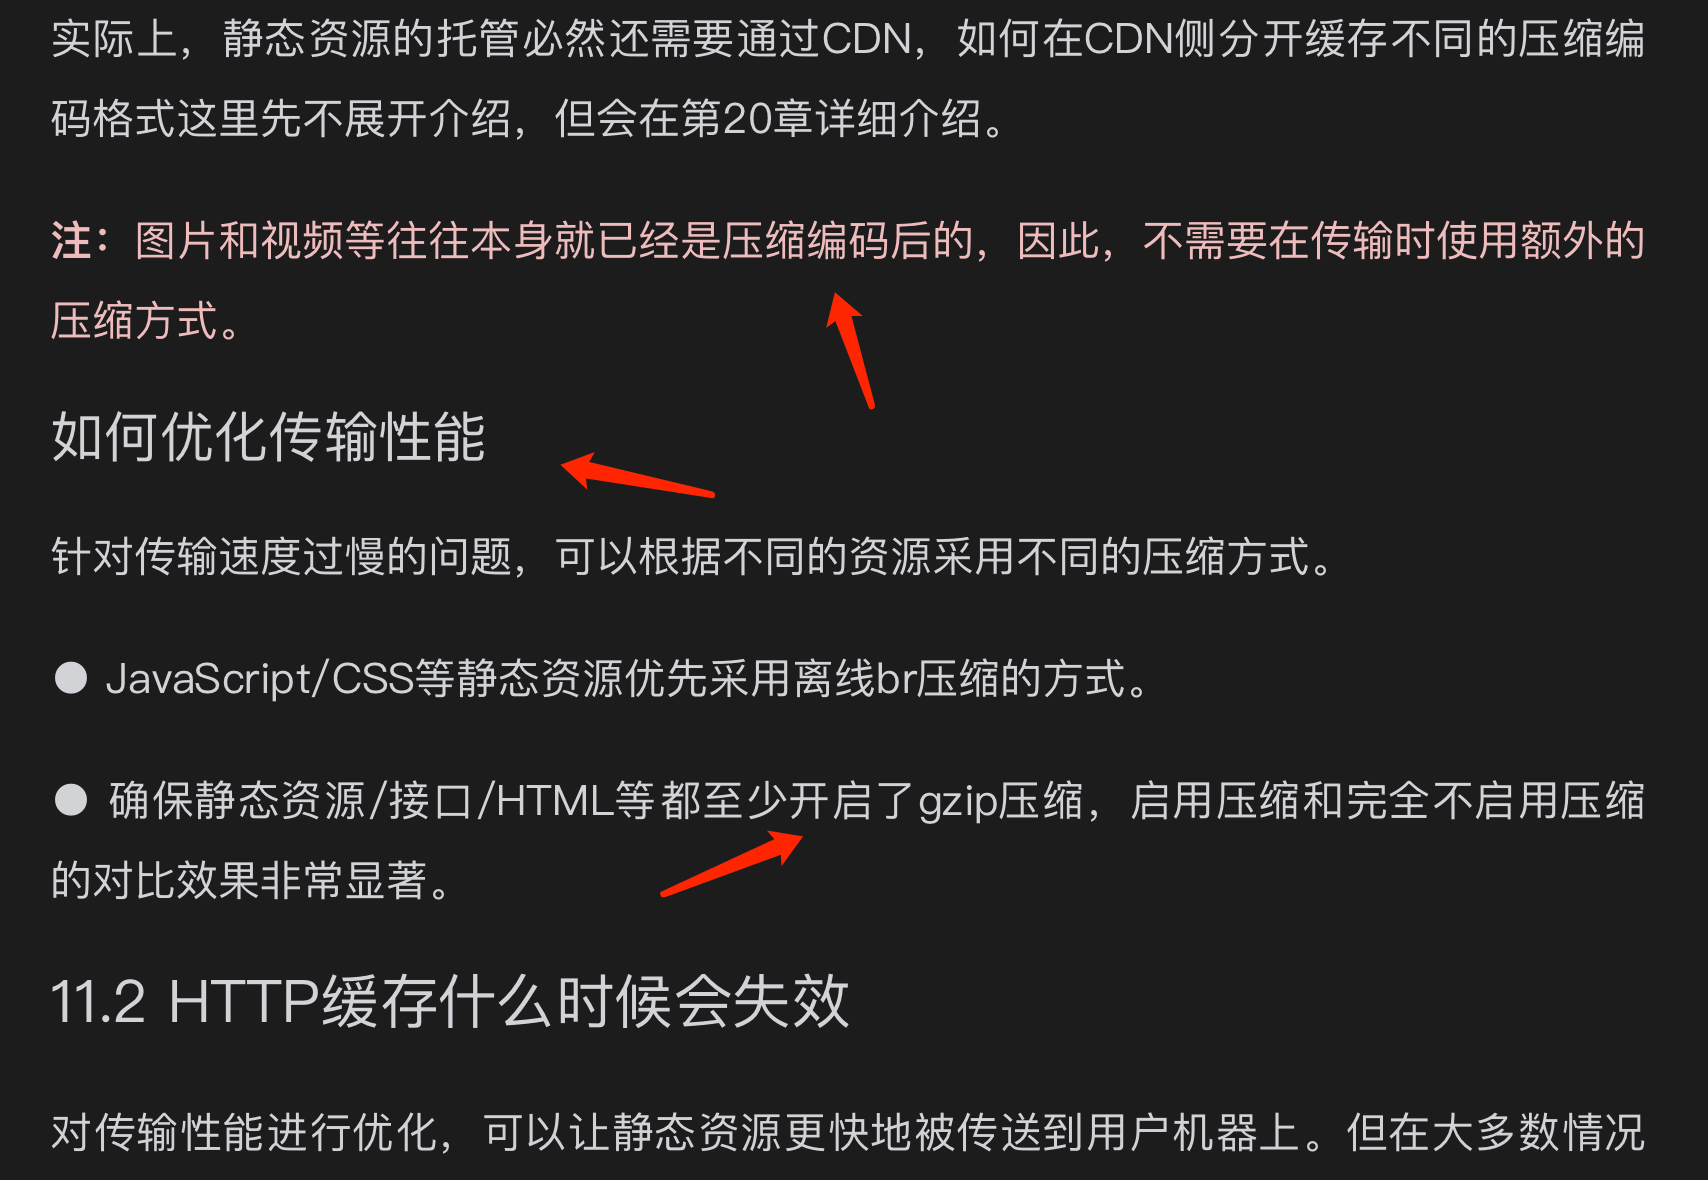 实际上，静态资源的托管必然还需要通过CDN，如何在CDN侧分开缓存不同的压缩编
码格式这里先不展开介绍，但会在第20章详细介绍。
注：图片和视频等往往本身就已经是压缩编码后的，因此，不需要在传输时使用额外的
压缩方式。
如何优化传输性能
针对传输速度过慢的问题，可以根据不同的资源采用不同的压缩方式。
● JavaScript/CSS等静态资源优先采用离线br压缩的方式。
● 确保静态资源/接口/HTML等都至少开启了gzip压缩，启用压缩和完全不启用压缩
的对比效果非常显著。
11.2 HTTP缓存什么时候会失效
对传输性能进行优化，可以让静态资源更快地被传送到用户机器上。但在大多数情况